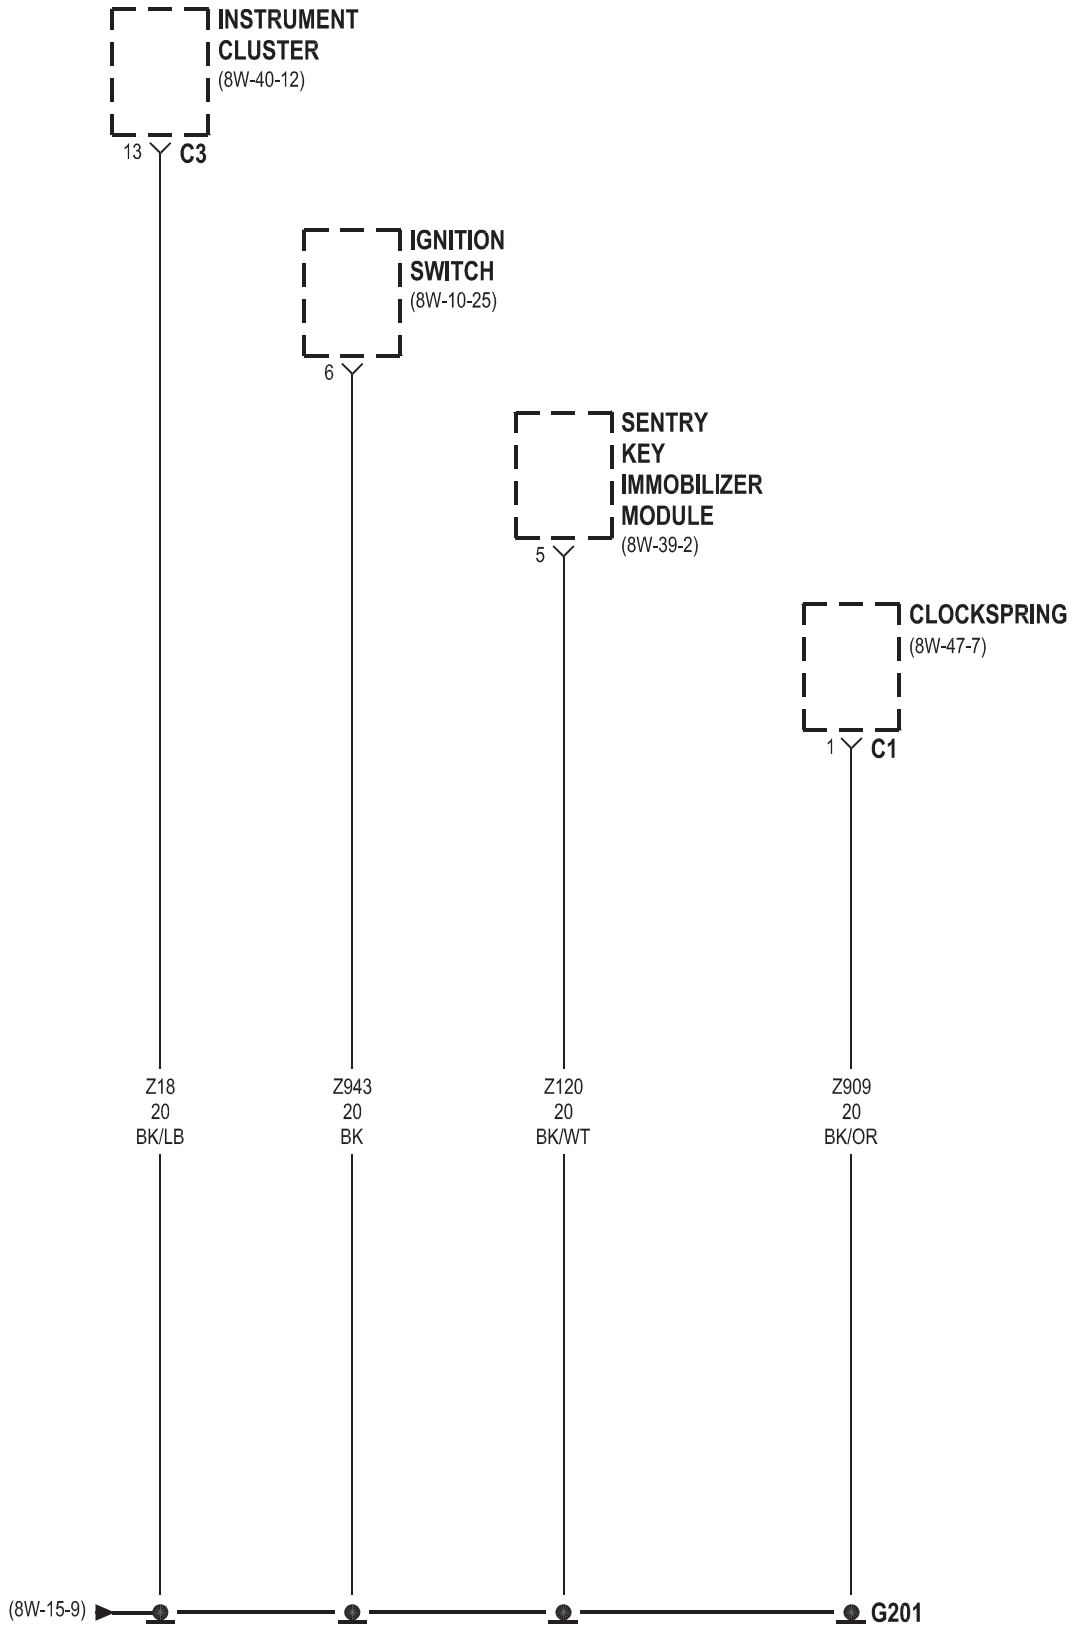 INSTRUMENT
CLUSTER
(8W-40-12)
13
C3
IGNITION
SWITCH
(8W-10-25)
6
SENTRY
KEY
IMMOBILIZER
MODULE
(8W-39-2)
5
CLOCKSPRING
(8W-47-7)
1
C1
Z18
20
BK/LB
Z943
20
BK
Z120
20
BK/WT
Z909
20
BK/OR
(8W-15-9)
G201